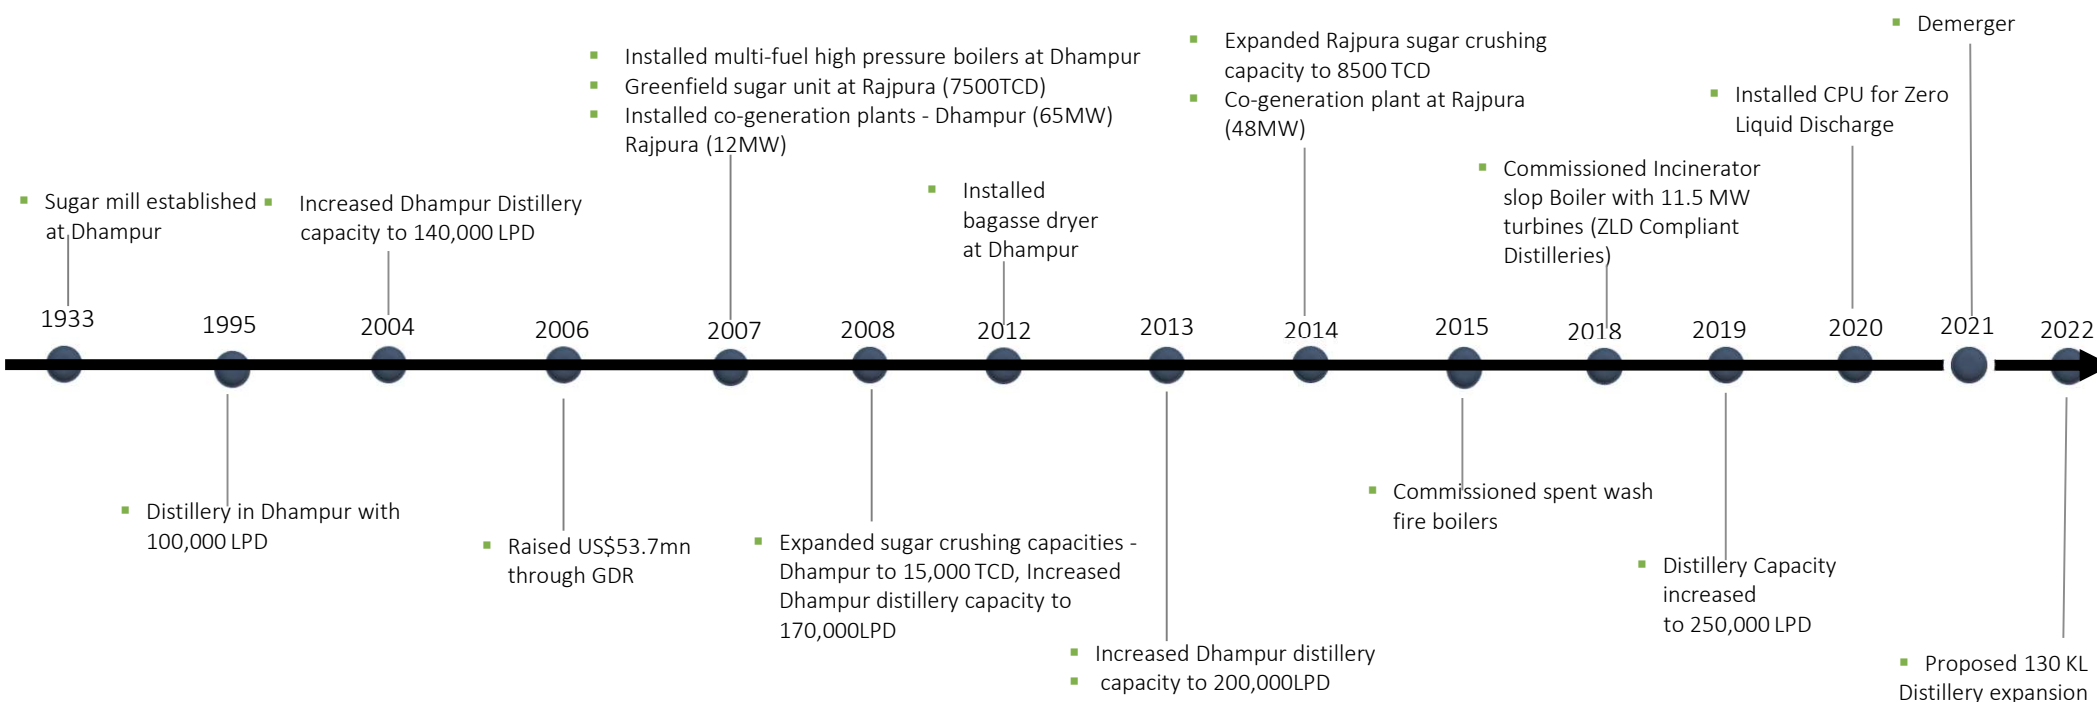 Demerger
Expanded Rajpura sugar crushing
capacity to 8500 TCD
Co-generation plant at Rajpura
(48MW)
Installed multi-fuel high pressure boilers at Dhampur
Greenfield sugar unit at Rajpura (7500TCD)
Installed co-generation plants - Dhampur (65MW)
Rajpura (12MW)
Installed CPU for Zero
Liquid Discharge
Commissioned Incinerator
slop Boiler with 11.5 MW
turbines (ZLD Compliant
Distilleries)
Installed
bagasse dryer
at Dhampur
Sugar mill established
at Dhampur
Increased Dhampur Distillery
capacity to 140,000 LPD
1933
1995
2004
2006
2007
2008
2012
2013
2014
2015
2018
2019
2020
2021
2022
Distillery in Dhampur with
100,000 LPD
Raised US$53.7mn
through GDR
Expanded sugar crushing capacities -
Dhampur to 15,000 TCD, Increased
Dhampur distillery capacity to
170,000LPD
Increased Dhampur distillery
capacity to 200,000LPD
Commissioned spent wash
fire boilers
Distillery Capacity
increased
to 250,000 LPD
Proposed 130 KL
Distillery expansion